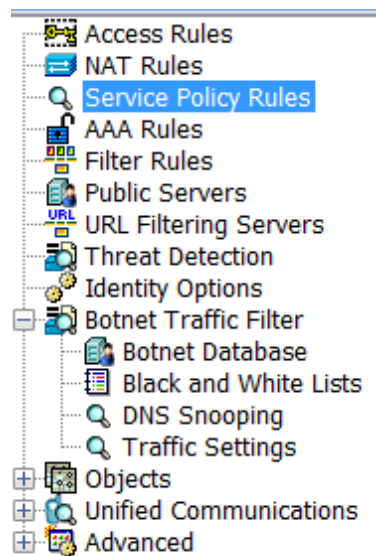 Access Rules
NAT Rules
Service Policy Rules
AAA Rules
Filter Rules
Public Servers
URL URL Filtering Servers
Threat Detection
Identity Options
Botnet Traffic Filter
Botnet Database
Black and White Lists
DNS Snooping
Traffic Settings
Objects
Unified Communications
Advanced